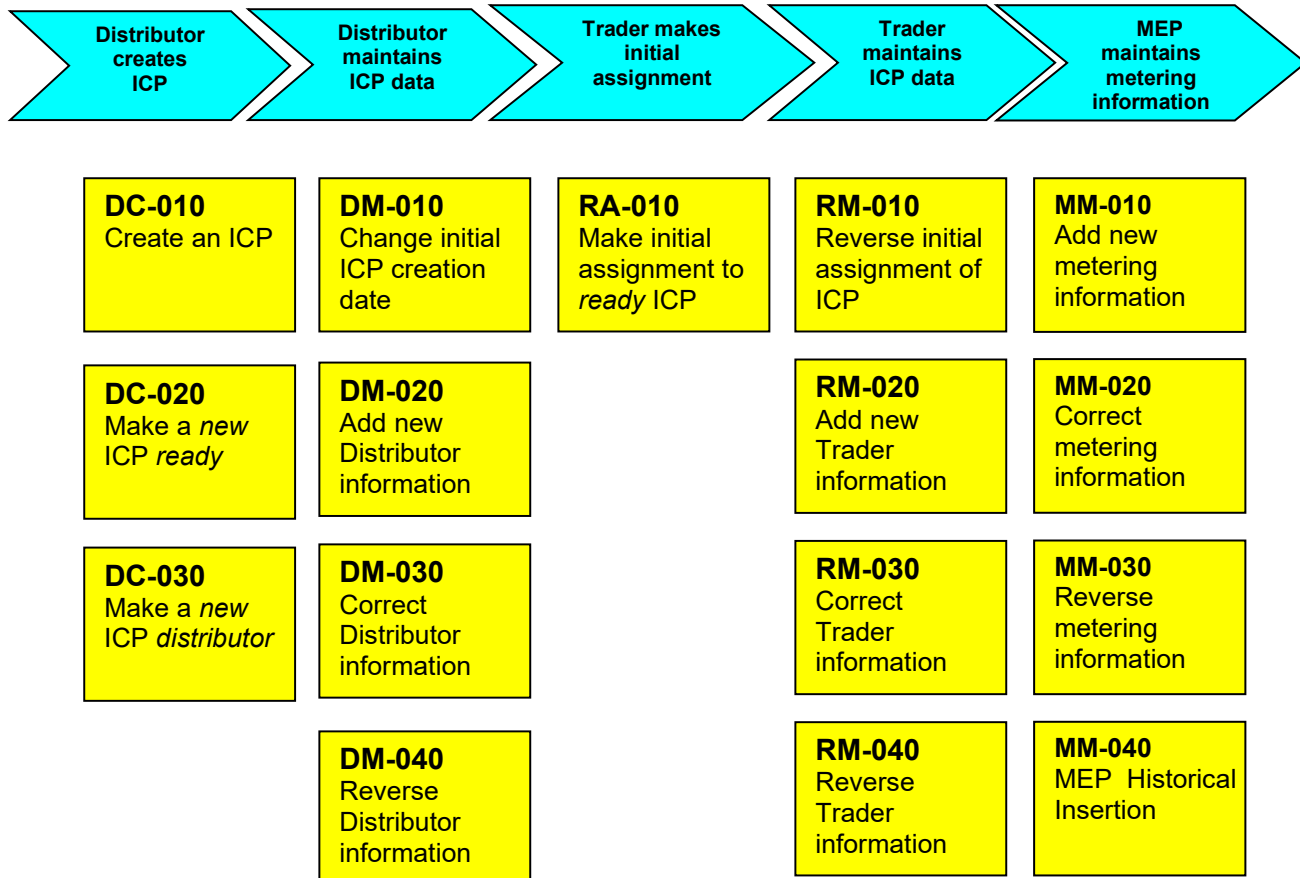 Distributor
creates
ICP
Distributor
maintains
ICP data
Trader makes
initial
assignment
Trader
maintains
ICP data
MEP
maintains
metering
information
DC-010
Create an ICP
DM-010
Change initial
ICP creation
date
RA-010
Make initial
assignment to
ready ICP
RM-010
Reverse initial
assignment of
ICP
MM-010
Add new
metering
information
DC-020
Make a new
ICP ready
DM-020
Add new
Distributor
information
RM-020
Add new
Trader
information
MM-020
Correct
metering
information
DC-030
Make a new
ICP distributor
DM-030
Correct
Distributor
information
RM-030
Correct
Trader
information
MM-030
Reverse
metering
information
DM-040
Reverse
Distributor
information
RM-040
Reverse
Trader
information
MM-040
MEP Historical
Insertion